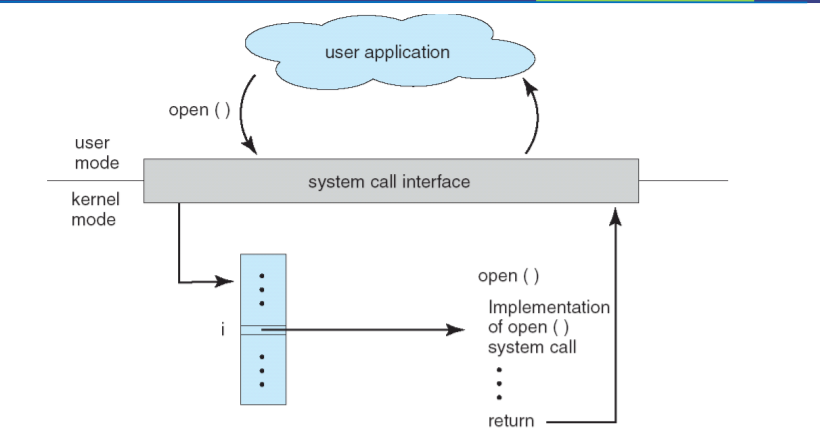 user application
open ( )
user
mode
system call interface
kernel
mode
open ( )
i
Implementation
of open ( )
system call
return